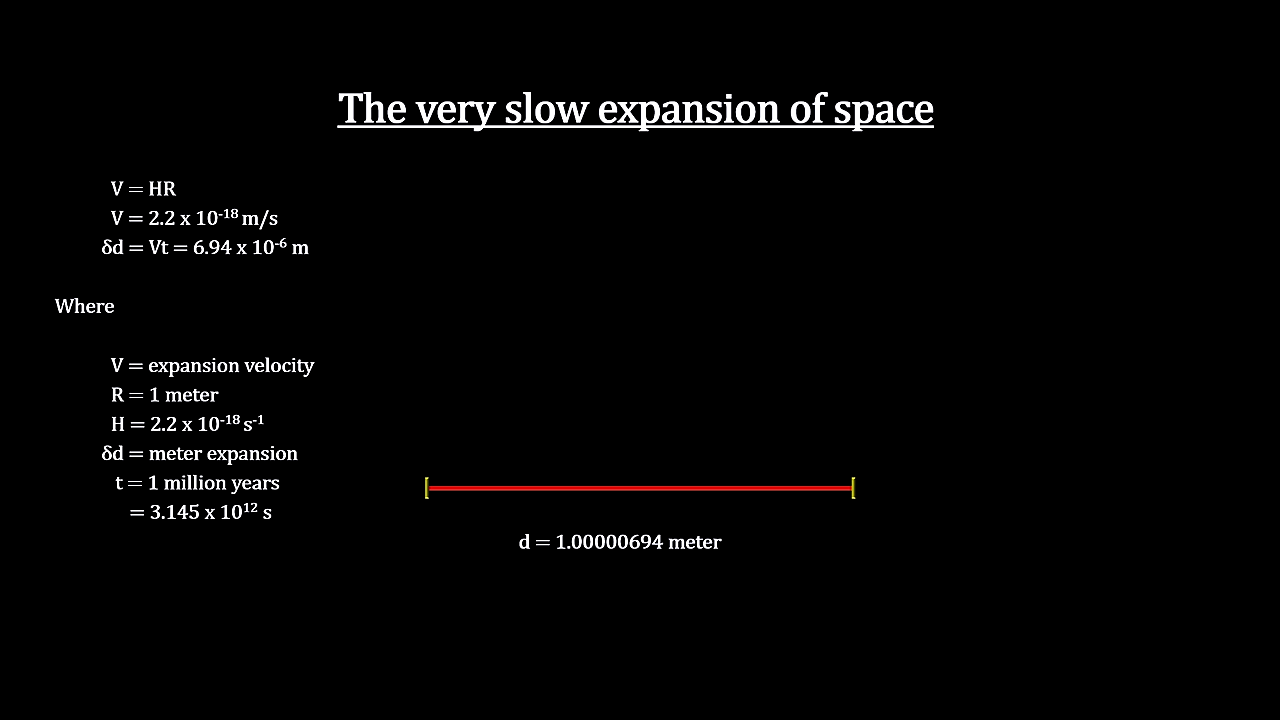 The very slow expansion of space
V = HR
V = 2.2 x 10⁻¹⁸ m/s
δd = Vt = 6.94 x 10⁻⁶ m
Where
V = expansion velocity
R = 1 meter
H = 2.2 x 10⁻¹⁸ s⁻¹
δd = meter expansion
t = 1 million years
= 3.145 x 10¹² s
d = 1.00000694 meter